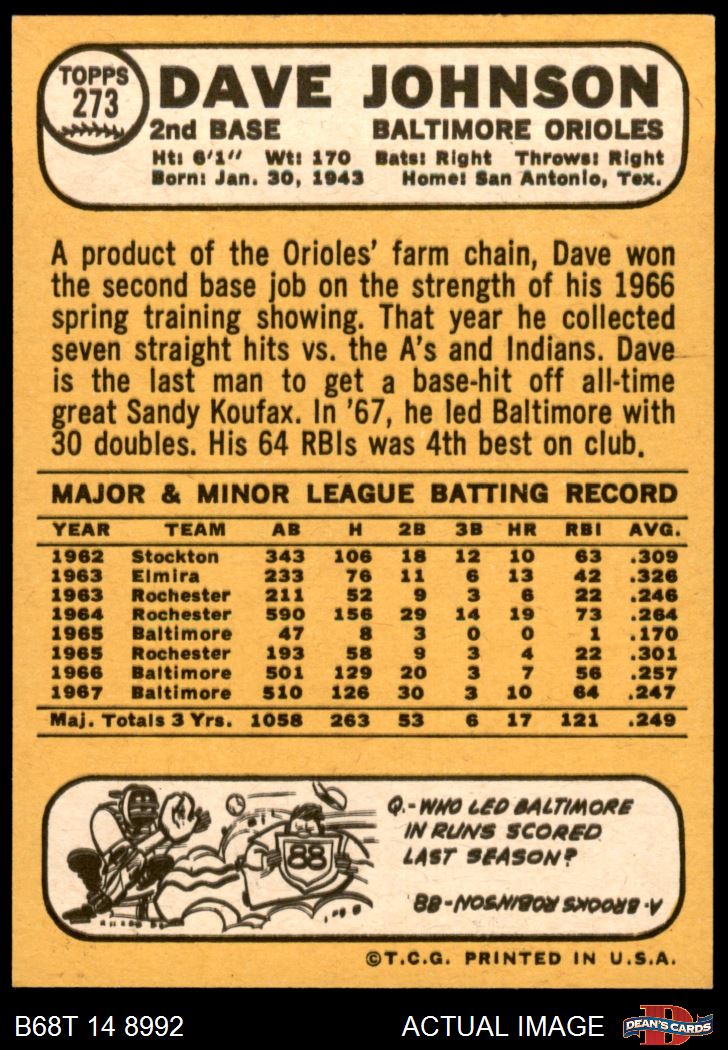 TOPPS
273
DAVE JOHNSON
2nd BASE BALTIMORE ORIOLES
Ht: 6'1" Wt: 170 Bats: Right Throws: Right
Born: Jan. 30, 1943 Home: San Antonio, Tex.
A product of the Orioles' farm chain, Dave won
the second base job on the strength of his 1966
spring training showing. That year he collected
seven straight hits vs. the A's and Indians. Dave
is the last man to get a base-hit off all-time
great Sandy Koufax. In '67, he led Baltimore with
30 doubles. His 64 RBIs was 4th best on club.
MAJOR & MINOR LEAGUE BATTING RECORD
YEAR TEAM AB H 2B 3B HR RBI AVG.
1962 Stockton 343 106 18 12 10 63 .309
1963 Elmira 233 76 11 6 13 42 .326
1963 Rochester 211 52 9 3 6 22 .246
1964 Rochester 590 156 29 14 19 73 .264
1965 Baltimore 47 8 3 0 0 1 .170
1965 Rochester 193 58 9 3 4 22 .301
1966 Baltimore 501 129 20 3 7 56 .257
1967 Baltimore 510 126 30 3 10 64 .247
Maj. Totals 3 Yrs. 1058 263 53 6 17 121 .249
88
Q.-WHO LED BALTIMORE
IN RUNS SCORED
LAST SEASON?
A-BROOKS ROBINSON-88
©T.C.G. PRINTED IN U.S.A.
B68T 14 8992 ACTUAL IMAGE
D
DEAN'S CARDS